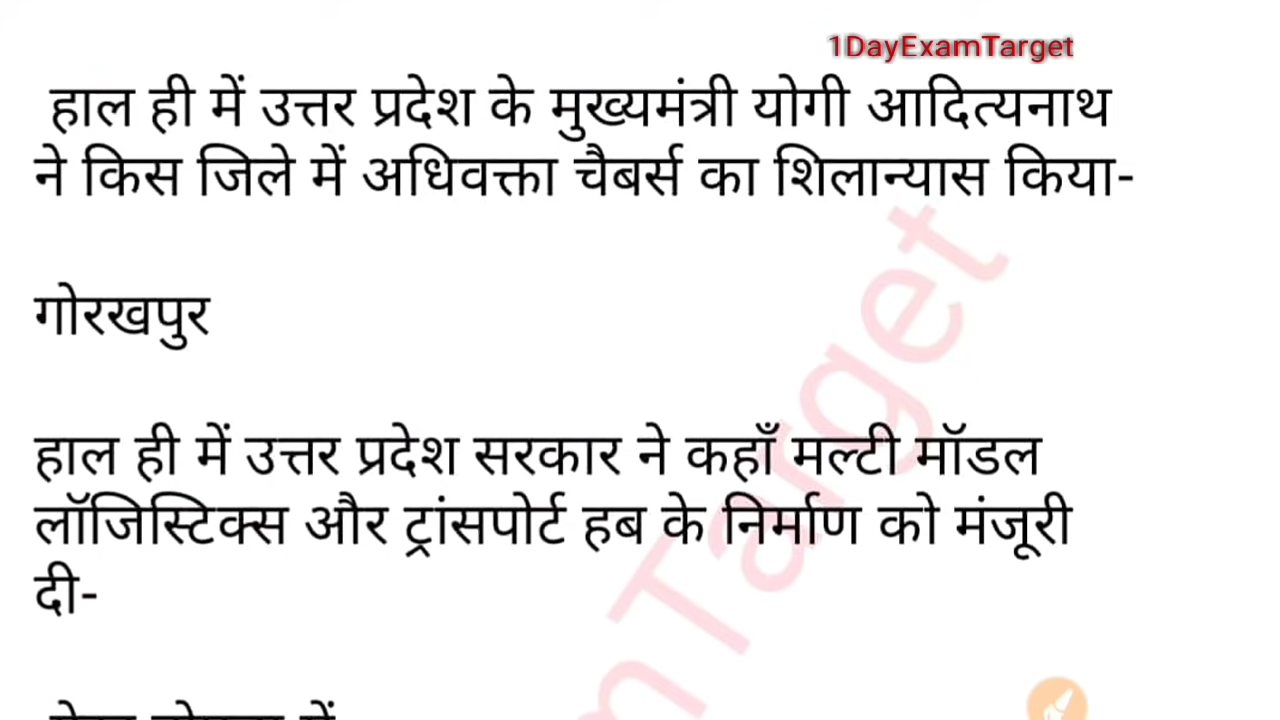 1DayExamTarget
हाल ही में उत्तर प्रदेश के मुख्यमंत्री योगी आदित्यनाथ
ने किस जिले में अधिवक्ता चैबर्स का शिलान्यास किया-
गोरखपुर
हाल ही में उत्तर प्रदेश सरकार ने कहाँ मल्टी मॉडल
लॉजिस्टिक्स और ट्रांसपोर्ट हब के निर्माण को मंजूरी
दी-
mTarget